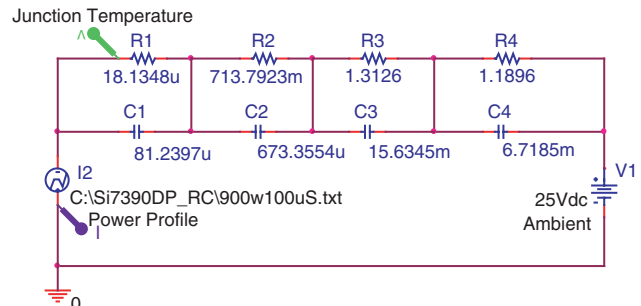 Junction Temperature
V
R1
R2
R3
R4
18.1348u
713.7923m
1.3126
1.1896
C1
C2
C3
C4
81.2397u
673.3554u
15.6345m
6.7185m
I2
V1
C:\Si7390DP_RC\900w100uS.txt
25Vdc
Power Profile
I
Ambient
0